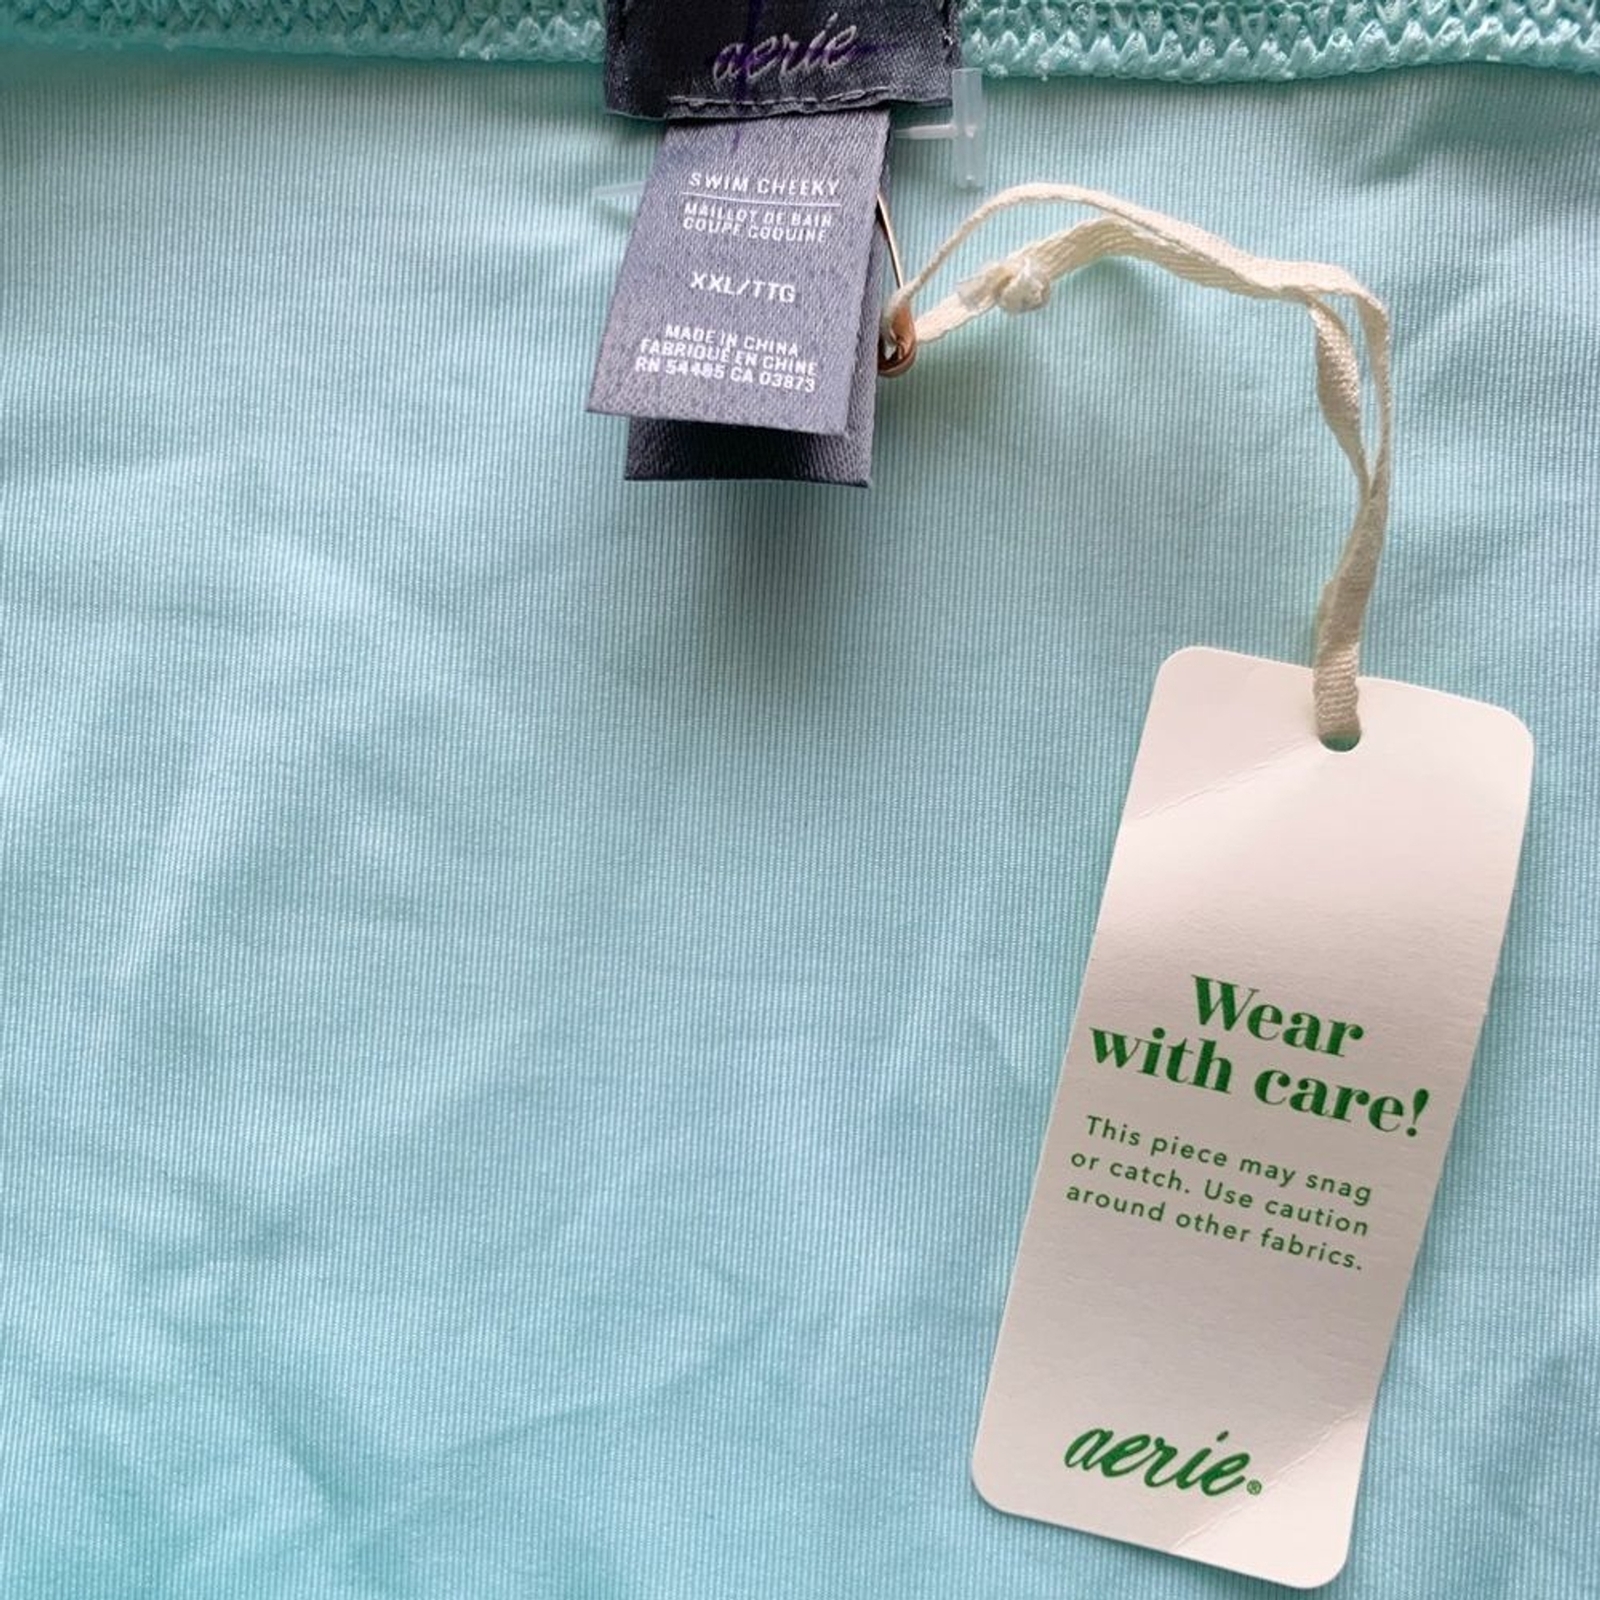 aerie
SWIM CHEEKY
MAILLOT DE BAIN
COUPE COQUINE
XXL/TTG
MADE IN CHINA
FABRIQUÉ EN CHINE
RN 54485 CA 03873
Wear
with care!
This piece may snag
or catch. Use caution
around other fabrics.
aerie®